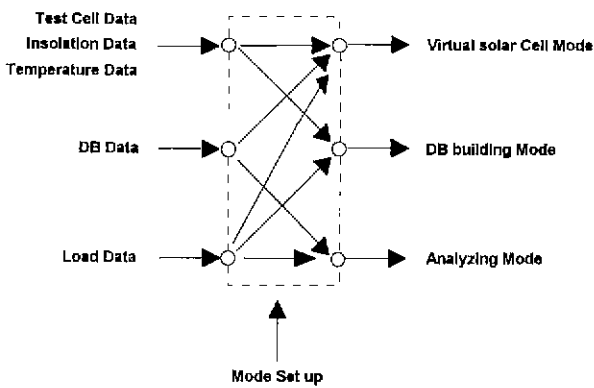 Test Cell Data
Insolation Data
Temperature Data
Virtual solar Cell Mode
DB Data
DB building Mode
Load Data
Analyzing Mode
Mode Set up